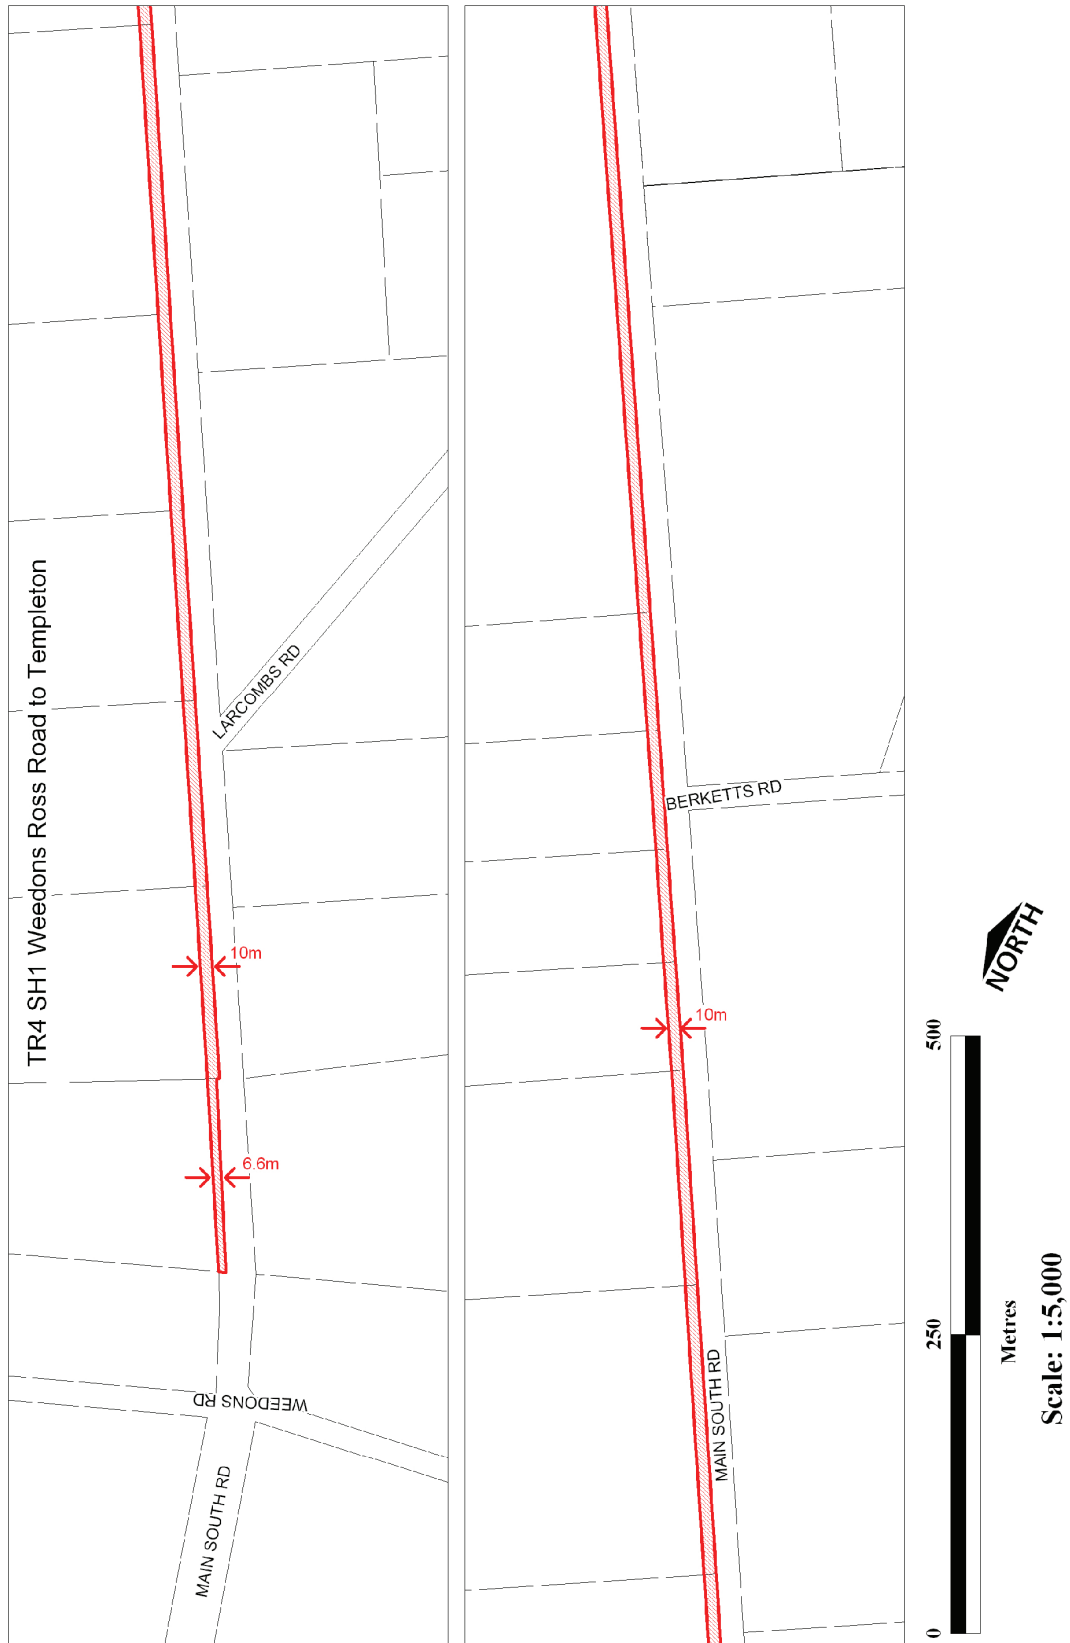 TR4 SH1 Weedons Ross Road to Templeton
LARCOMBS RD
10m
6.6m
WEEDONS RD
MAIN SOUTH RD
BERKETTS RD
10m
MAIN SOUTH RD
NORTH
0 250 500
Metres
Scale: 1:5,000